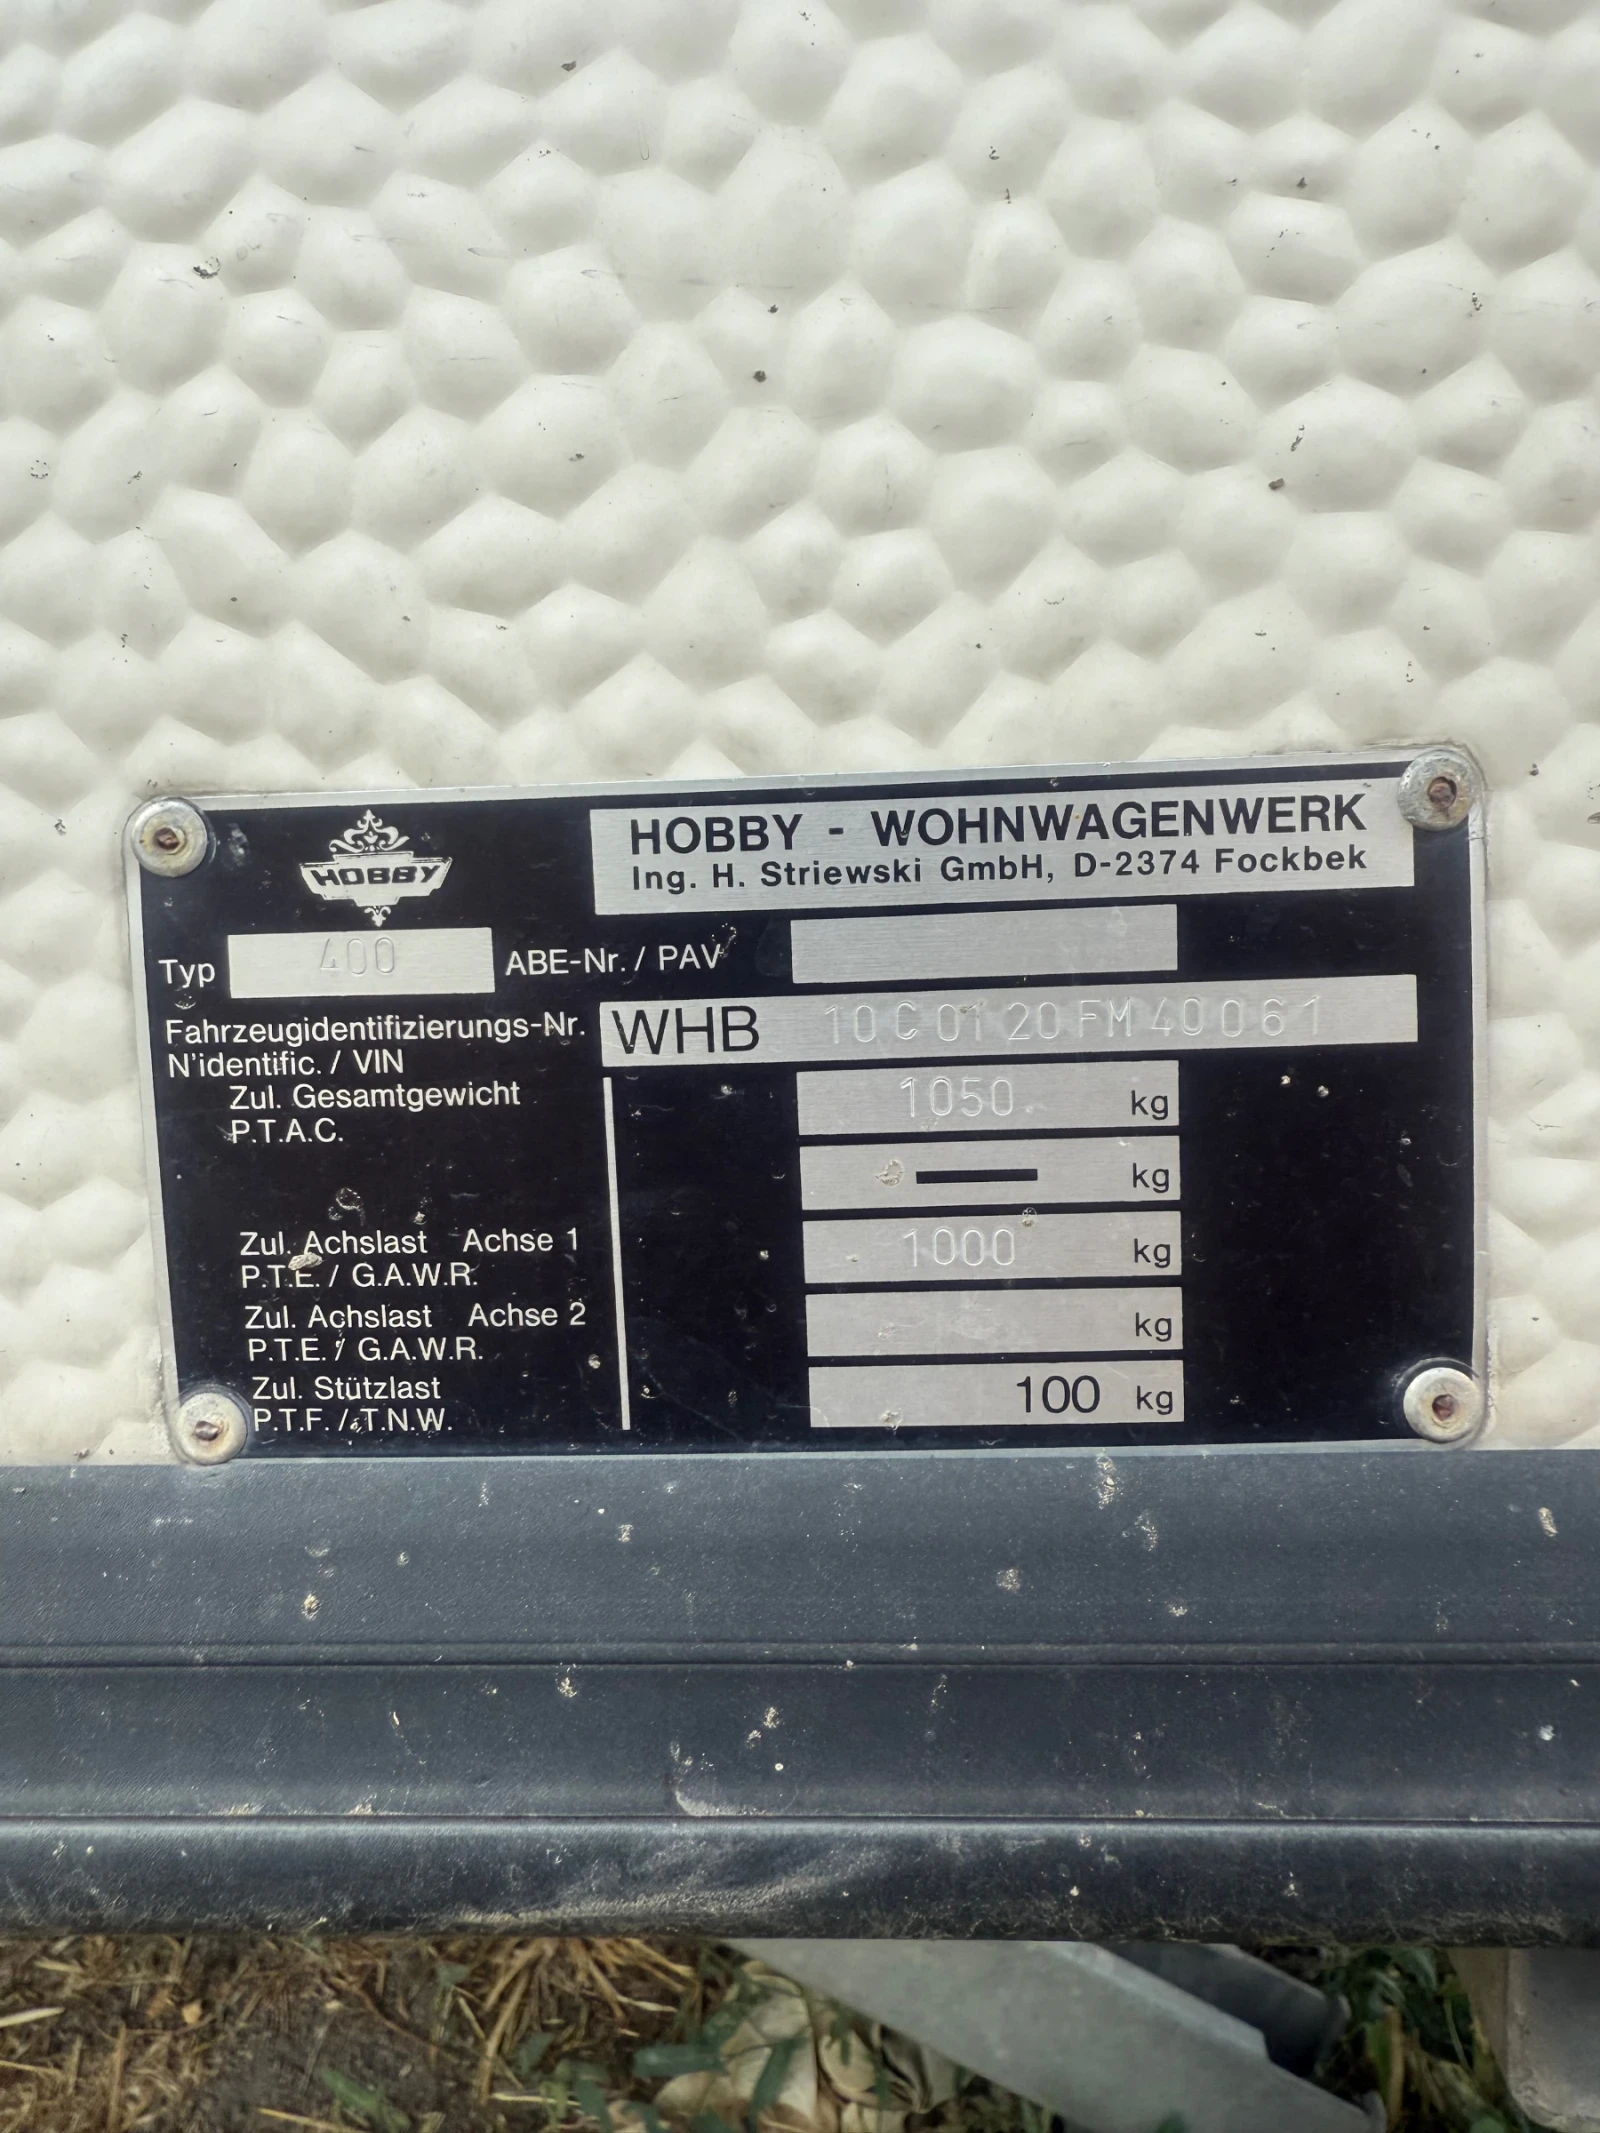 HOBBY
HOBBY - WOHNWAGENWERK
Ing. H. Striewski GmbH, D-2374 Fockbek
Typ 400 ABE-Nr. / PAV
Fahrzeugidentifizierungs-Nr. WHB 10C0120FM40061
N'identific. / VIN
Zul. Gesamtgewicht 1050 kg
P.T.A.C.
— kg
Zul. Achslast Achse 1 1000 kg
P.T.E. / G.A.W.R.
Zul. Achslast Achse 2 kg
P.T.E. / G.A.W.R.
Zul. Stützlast 100 kg
P.T.F. / T.N.W.